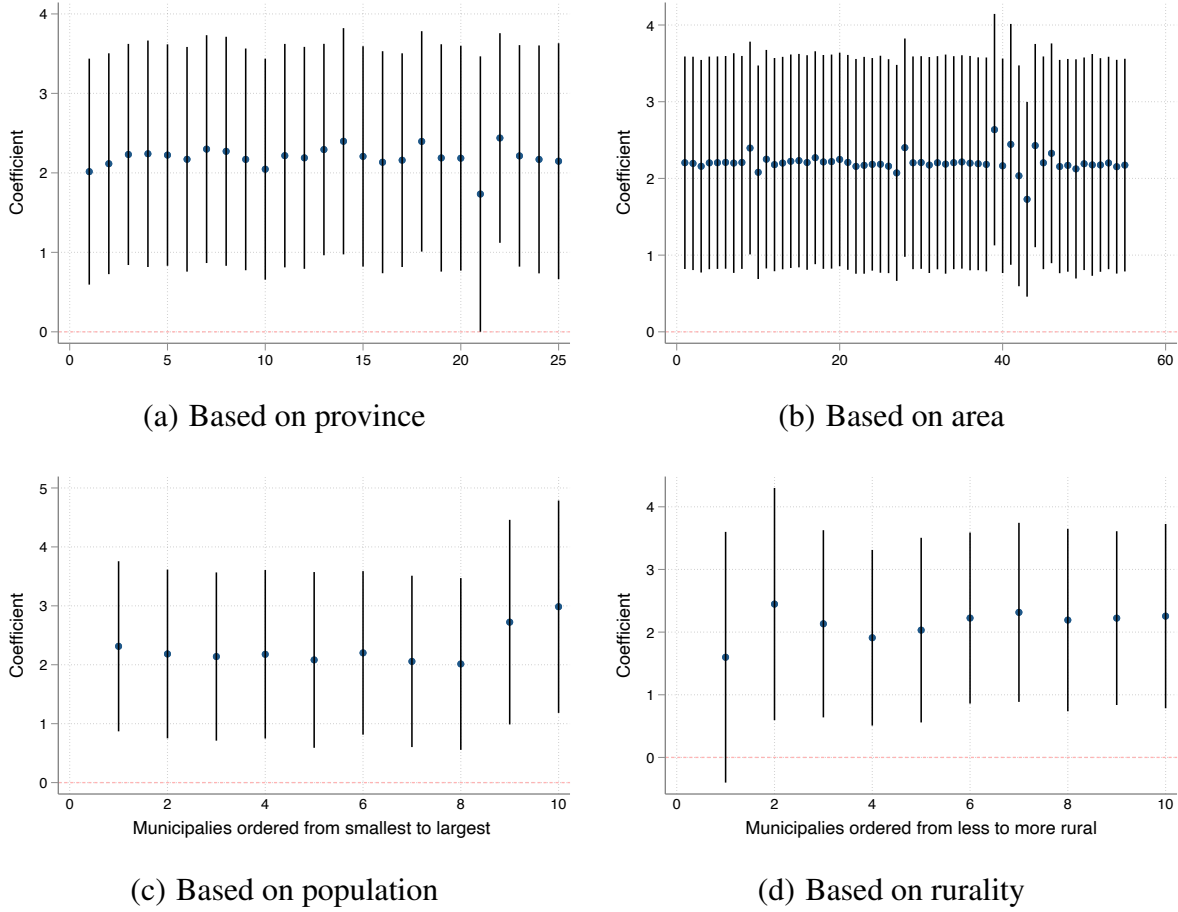 4
3
2
1
0
Coefficient
0 5 10 15 20 25
(a) Based on province
4
3
2
1
0
Coefficient
0 20 40 60
(b) Based on area
5
4
3
2
1
0
Coefficient
0 2 4 6 8 10
Municipalies ordered from smallest to largest
(c) Based on population
4
3
2
1
0
Coefficient
0 2 4 6 8 10
Municipalies ordered from less to more rural
(d) Based on rurality